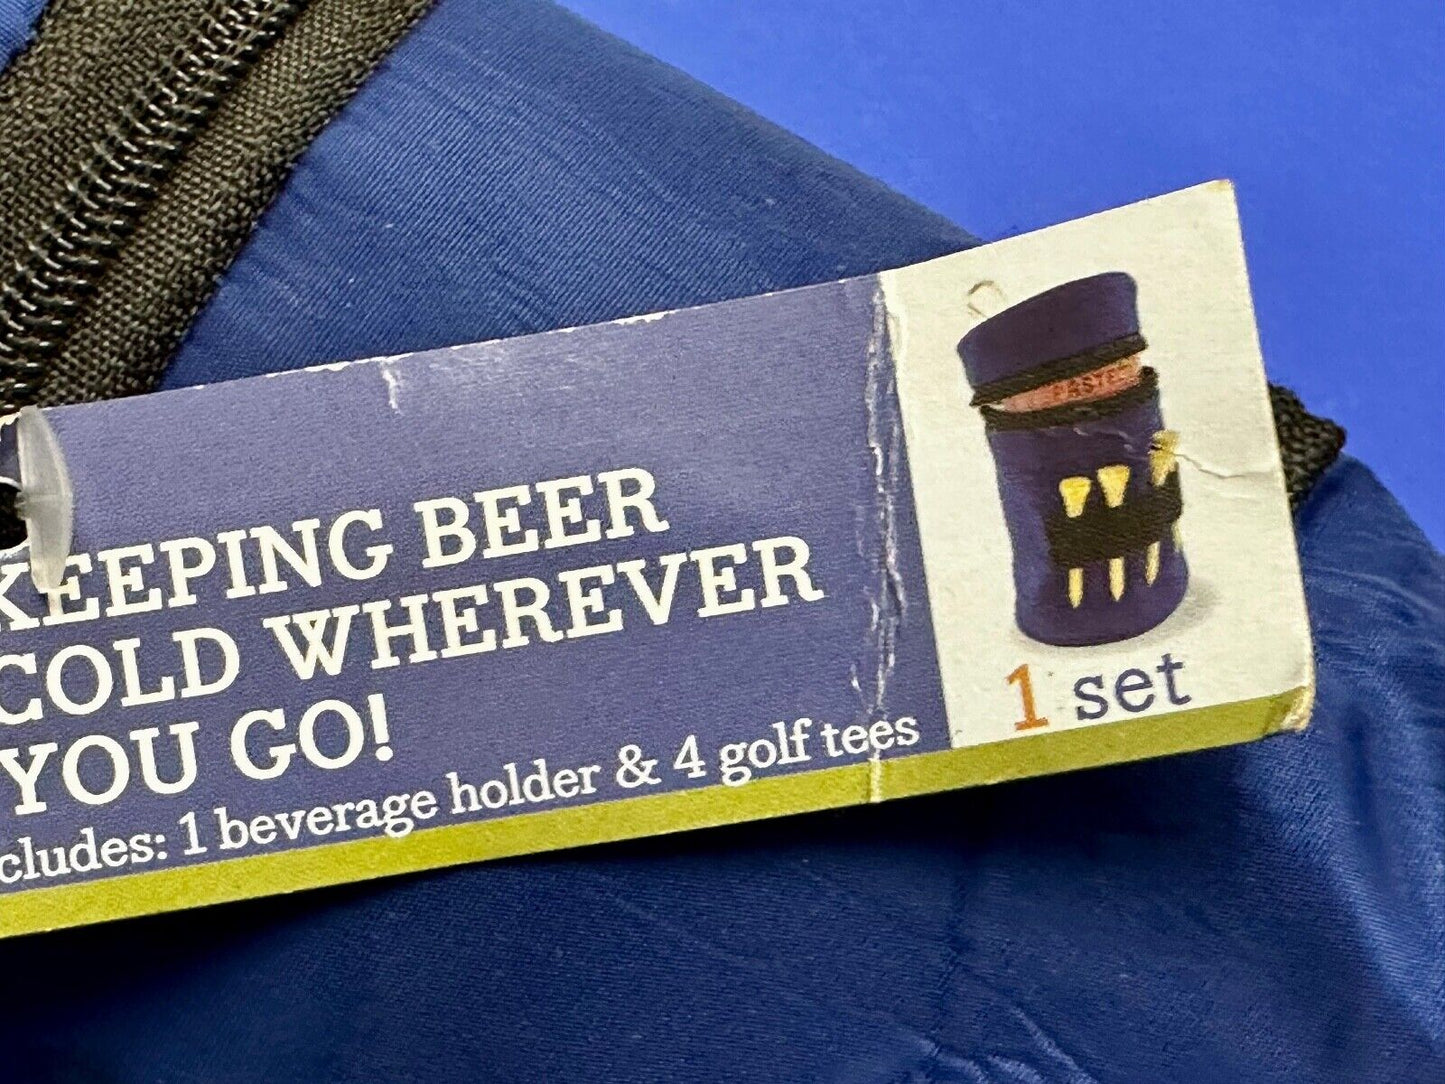 KEEPING BEER
COLD WHEREVER
YOU GO!
cludes: 1 beverage holder & 4 golf tees
1 set